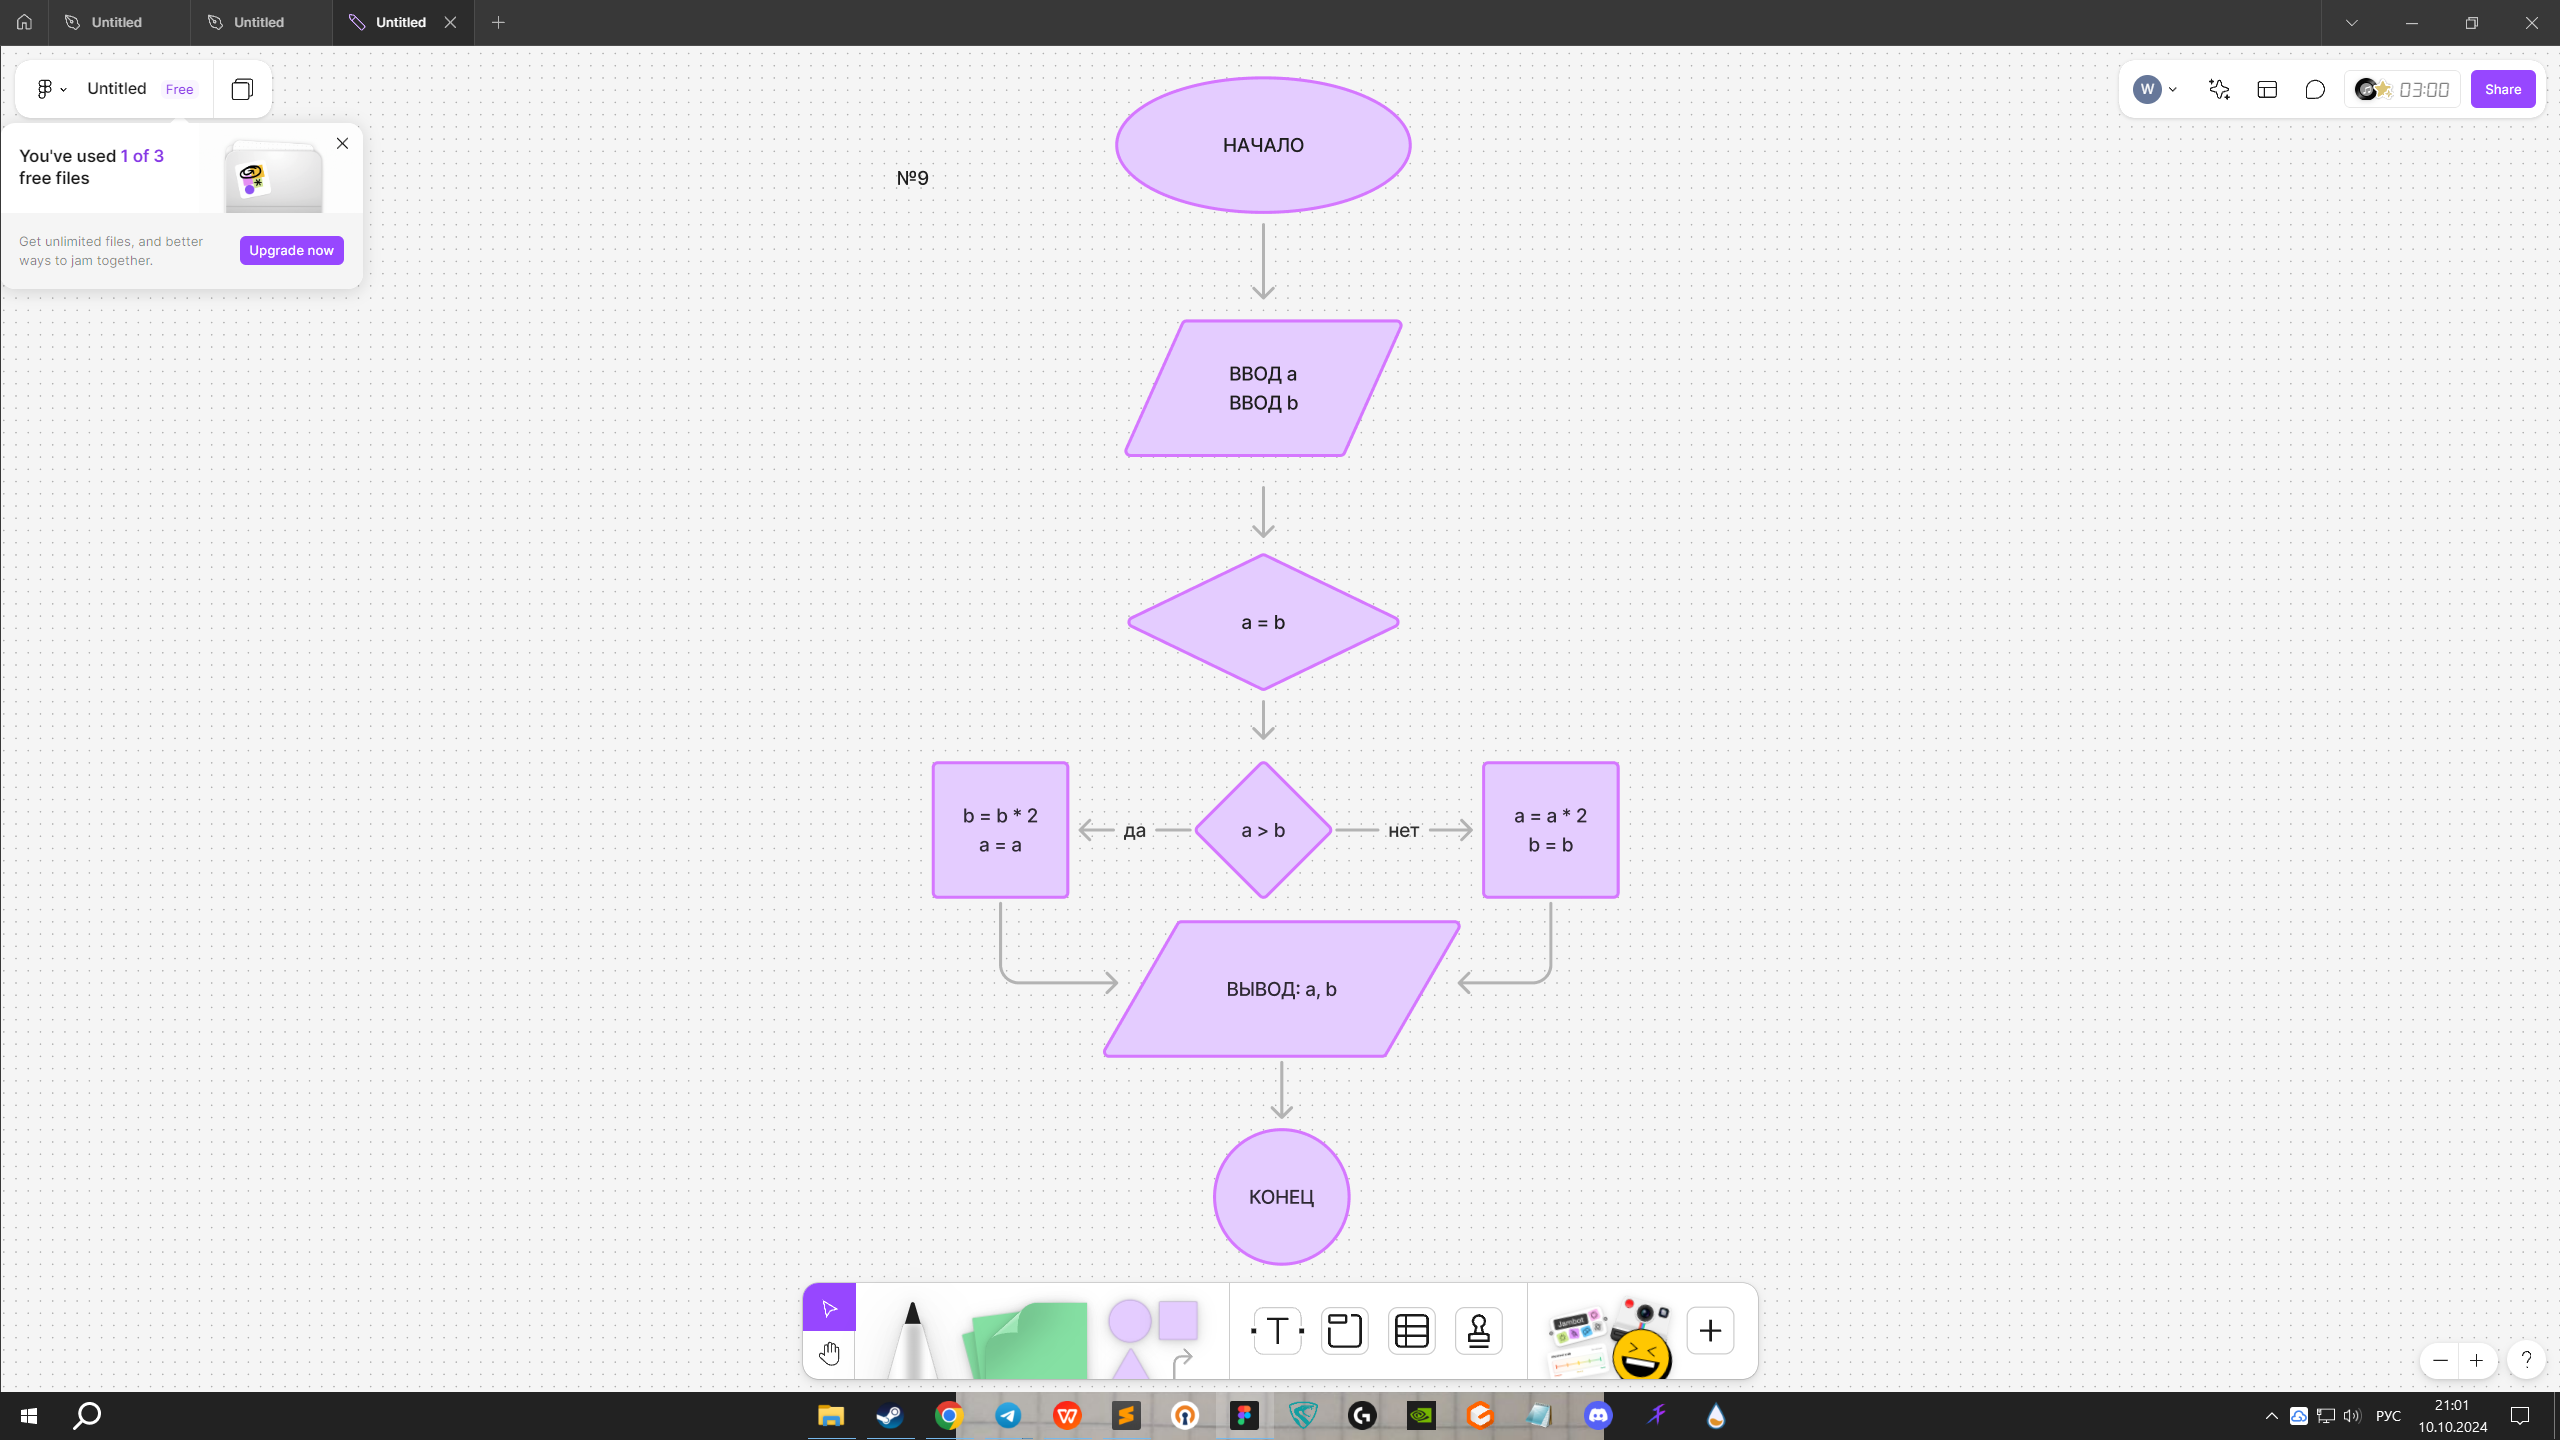 Untitled
Untitled
Untitled
Untitled
Free
03:00
Share
W
You've used 1 of 3
free files
Get unlimited files, and better
ways to jam together.
Upgrade now
№9
НАЧАЛО
ВВОД a
ВВОД b
a = b
b = b * 2
a = a
да
a > b
нет
a = a * 2
b = b
ВЫВОД: a, b
КОНЕЦ
T
Jambot
?
РУС
21:01
10.10.2024